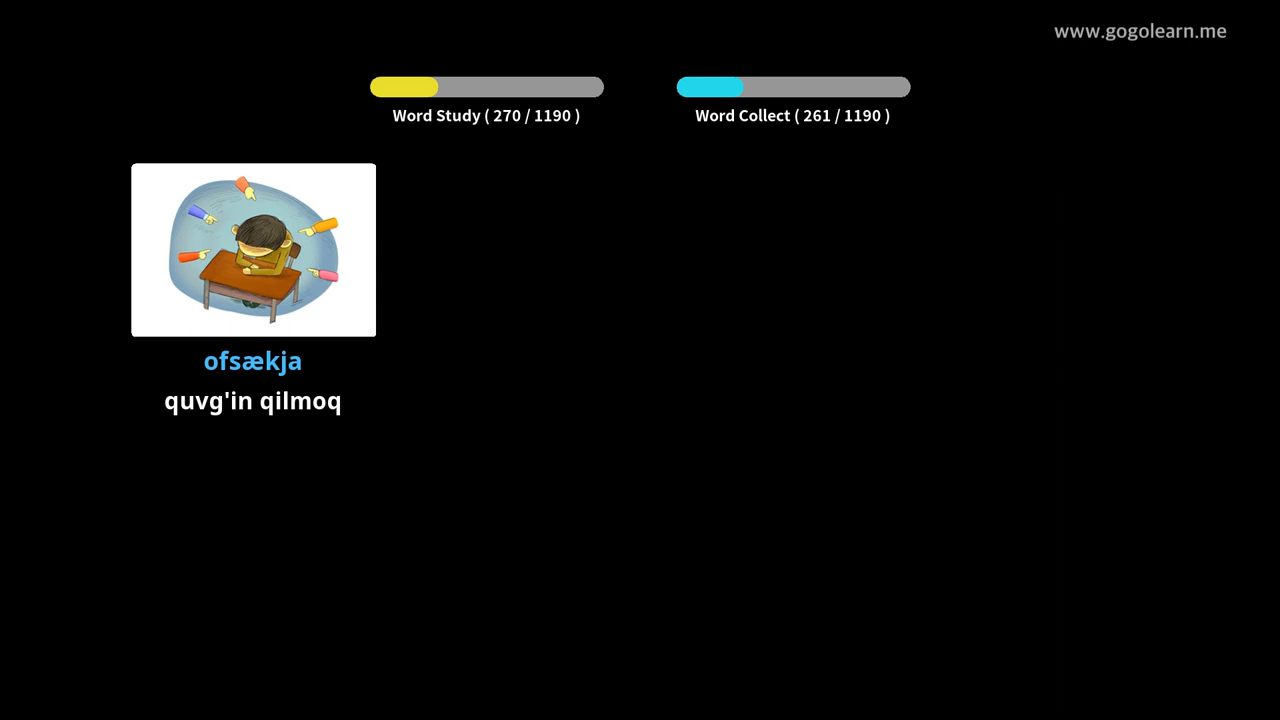 www.gogolearn.me
Word Study ( 270 / 1190 )
Word Collect ( 261 / 1190 )
ofsækja
quvg'in qilmoq